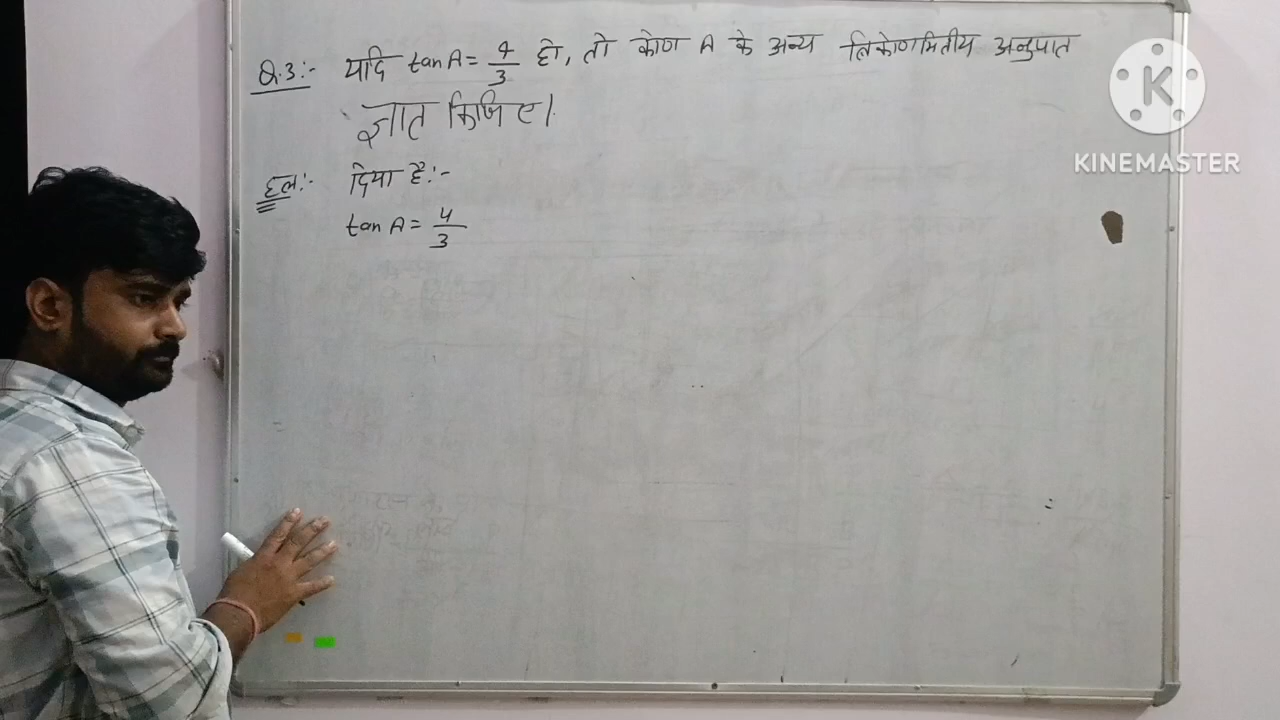 Q.3:- यदि tan A = 4/3 हो, तो कोण A के अन्य त्रिकोणमितीय अनुपात
ज्ञात किजिए।
हल:- दिया है:-
tan A = 4/3
K
KINEMASTER